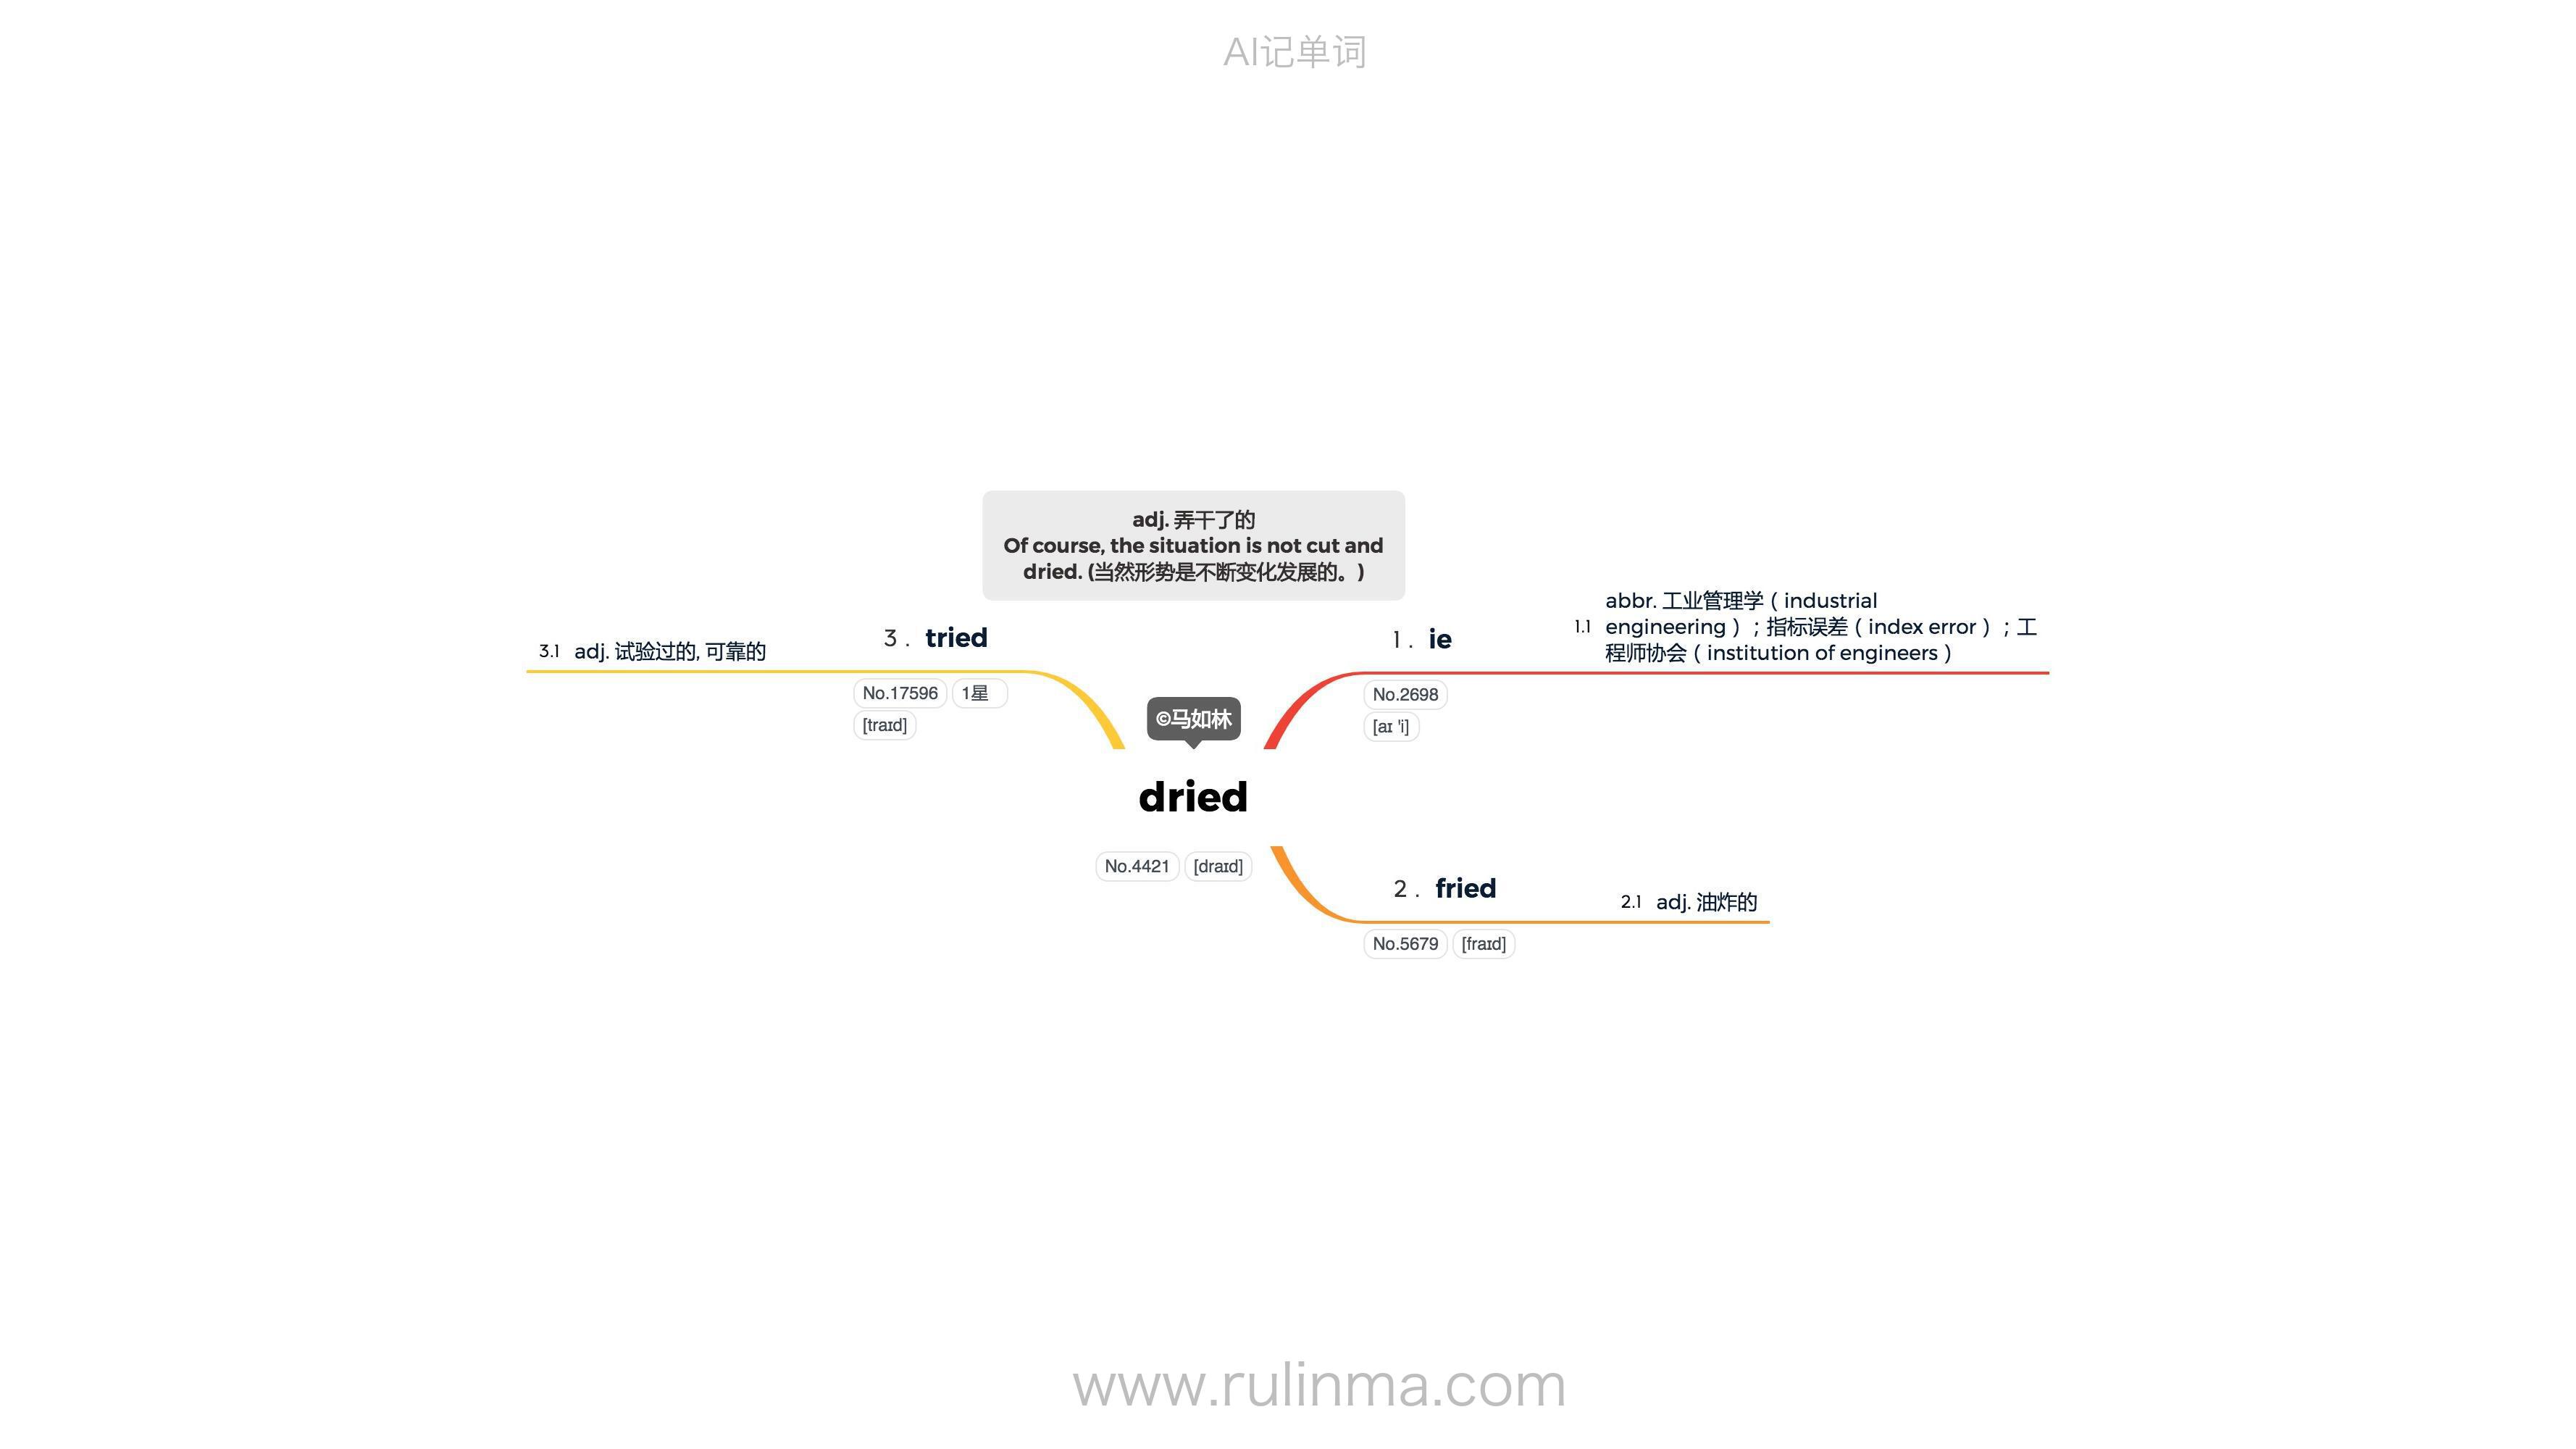 AI记单词
adj. 弄干了的
Of course, the situation is not cut and
dried. (当然形势是不断变化发展的。)
3.1 adj. 试验过的, 可靠的
3 . tried
No.17596 1星
[traɪd]
©马如林
dried
No.4421 [draɪd]
1 . ie
No.2698
[aɪ 'i]
1.1 abbr. 工业管理学（industrial
engineering）；指标误差（index error）；工
程师协会（institution of engineers）
2 . fried
No.5679 [fraɪd]
2.1 adj. 油炸的
www.rulinma.com